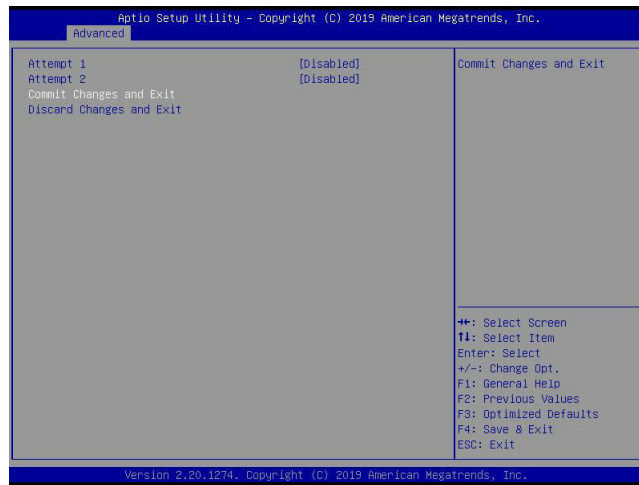 Aptio Setup Utility – Copyright (C) 2019 American Megatrends, Inc.
Advanced
Attempt 1 [Disabled]
Attempt 2 [Disabled]
Commit Changes and Exit
Discard Changes and Exit
Commit Changes and Exit
→←: Select Screen
↑↓: Select Item
Enter: Select
+/-: Change Opt.
F1: General Help
F2: Previous Values
F3: Optimized Defaults
F4: Save & Exit
ESC: Exit
Version 2.20.1274. Copyright (C) 2019 American Megatrends, Inc.